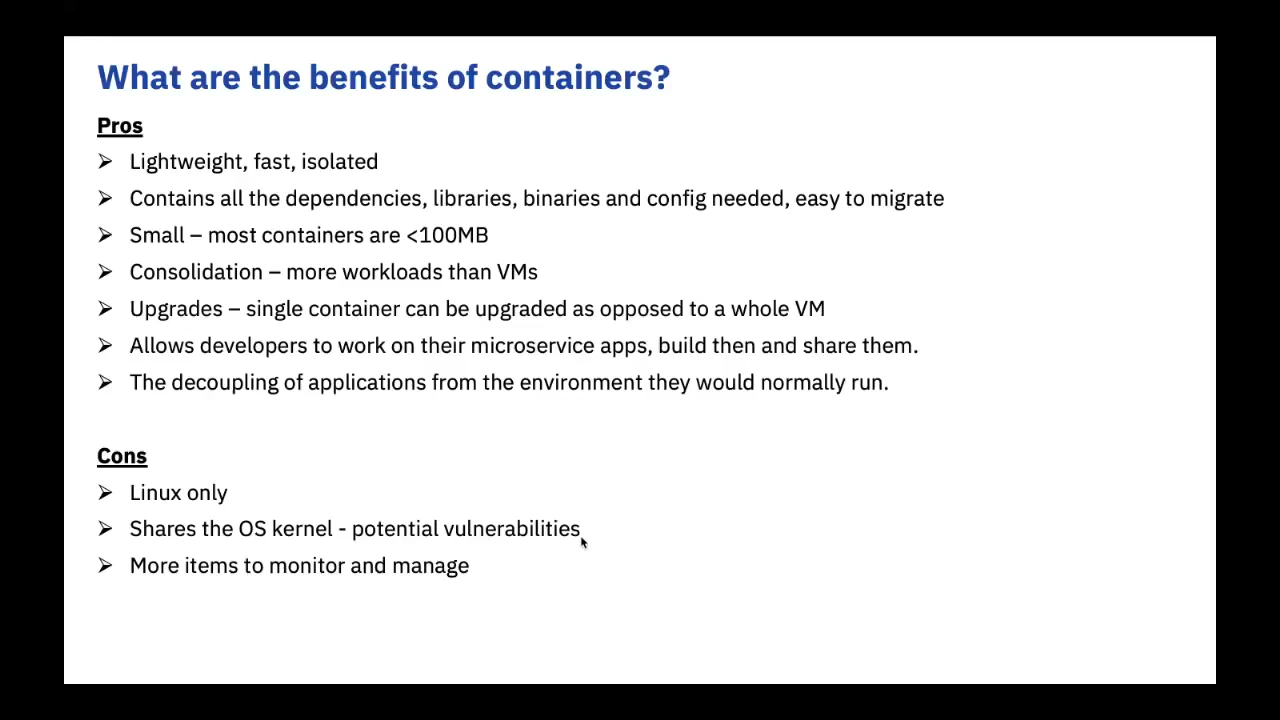 What are the benefits of containers?
Pros
➢ Lightweight, fast, isolated
➢ Contains all the dependencies, libraries, binaries and config needed, easy to migrate
➢ Small – most containers are <100MB
➢ Consolidation – more workloads than VMs
➢ Upgrades – single container can be upgraded as opposed to a whole VM
➢ Allows developers to work on their microservice apps, build then and share them.
➢ The decoupling of applications from the environment they would normally run.
Cons
➢ Linux only
➢ Shares the OS kernel - potential vulnerabilities
➢ More items to monitor and manage